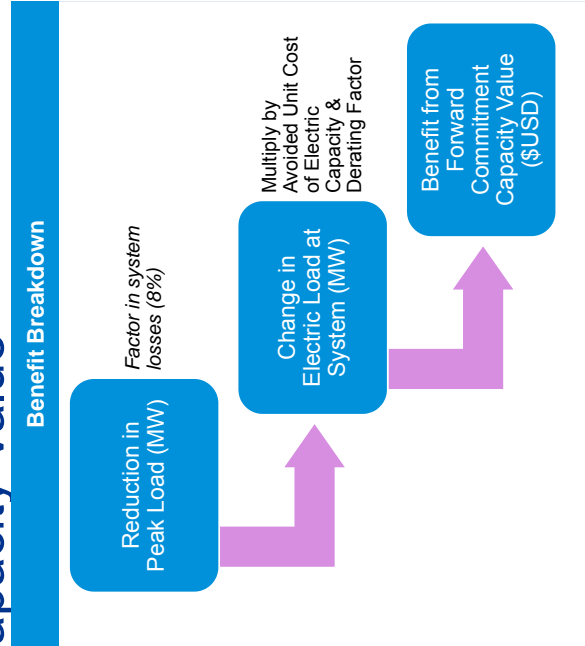 Value
Benefit Breakdown
Reduction in
Peak Load (MW)
Factor in system
losses (8%)
Change in
Electric Load at
System (MW)
Multiply by
Avoided Unit Cost
of Electric
Capacity &
Derating Factor
Benefit from
Forward
Commitment
Capacity Value
($USD)